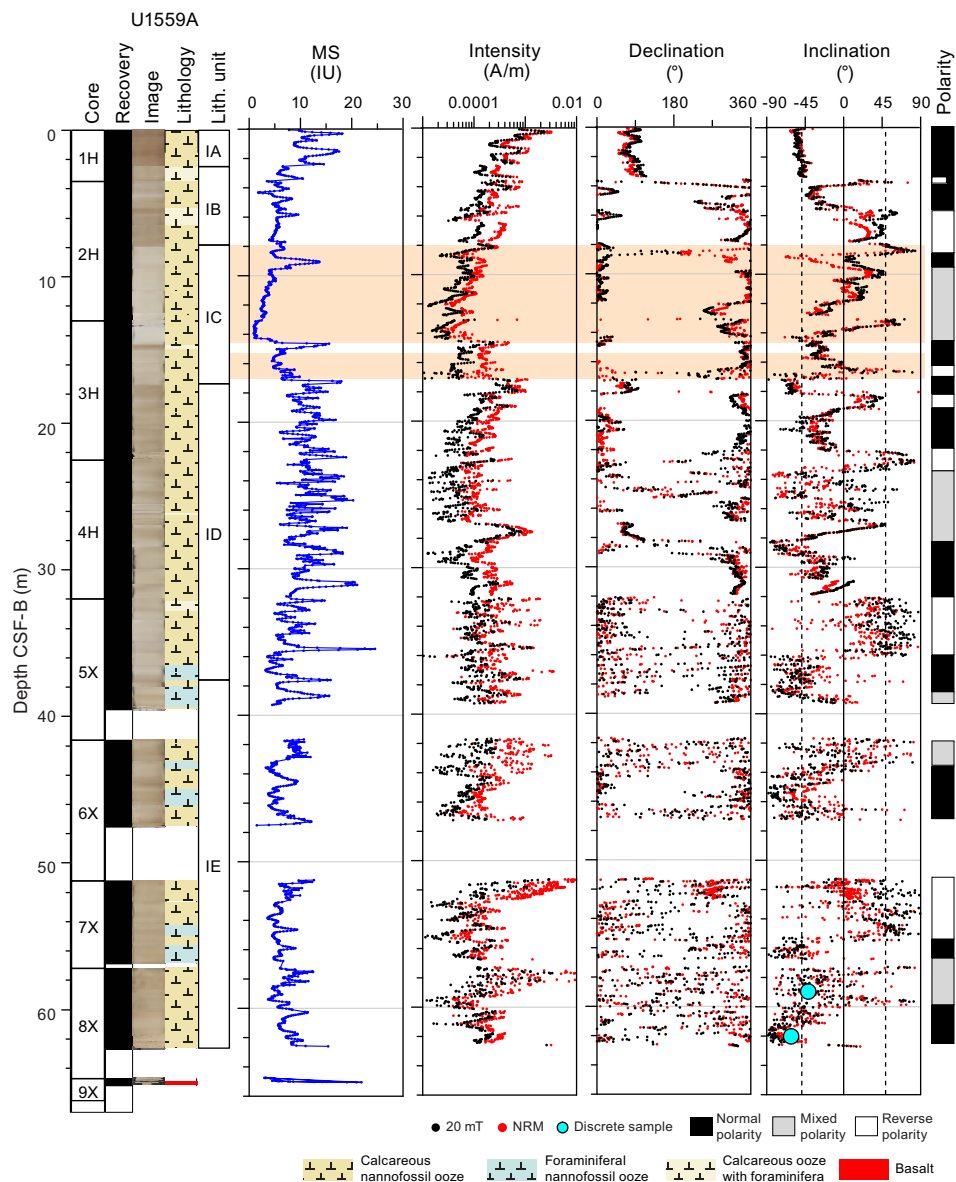 U1559A
Core
Recovery
Image
Lithology
Lith. unit
MS
(IU)
Intensity
(A/m)
Declination
(°)
Inclination
(°)
Polarity
0 10 20 30
0.0001 0.01
0 180 360
-90 -45 0 45 90
Depth CSF-B (m)
0
10
20
30
40
50
60
1H
2H
3H
4H
5X
6X
7X
8X
9X
IA
IB
IC
ID
IE
20 mT
NRM
Discrete sample
Normal
polarity
Mixed
polarity
Reverse
polarity
Calcareous
nannofossil ooze
Foraminiferal
nannofossil ooze
Calcareous ooze
with foraminifera
Basalt